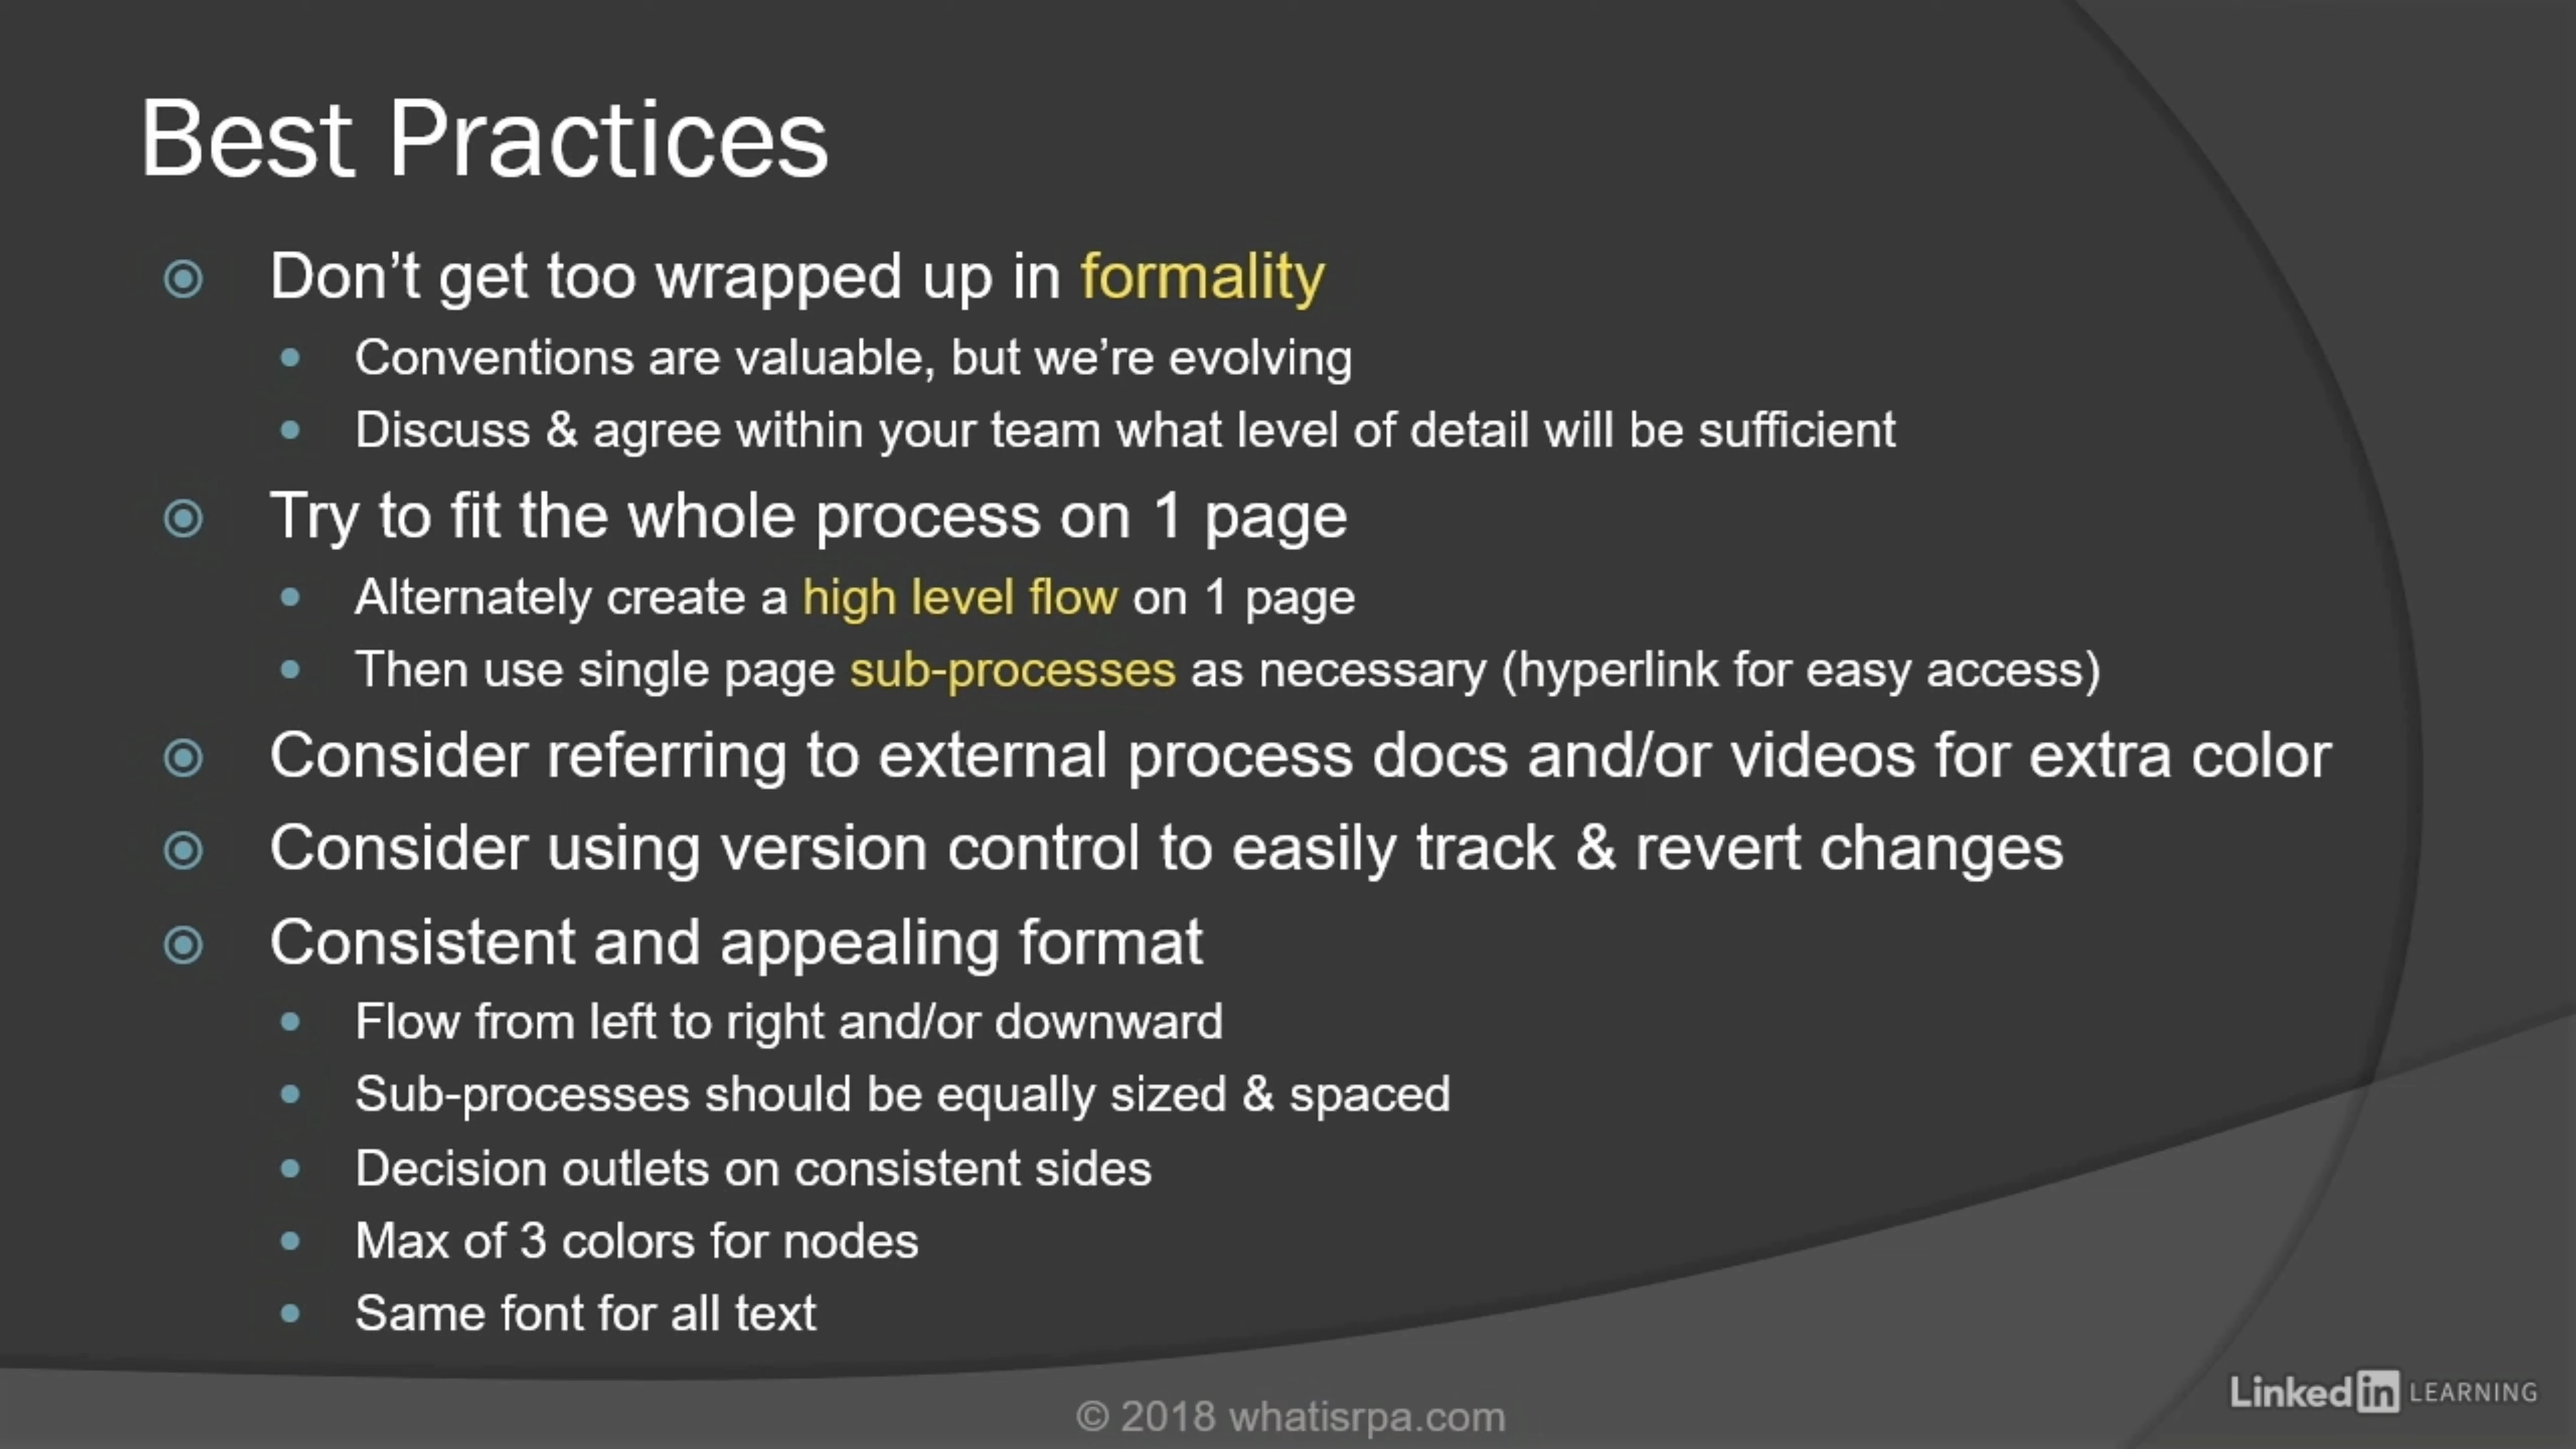 Best Practices
Don’t get too wrapped up in formality
Conventions are valuable, but we’re evolving
Discuss & agree within your team what level of detail will be sufficient
Try to fit the whole process on 1 page
Alternately create a high level flow on 1 page
Then use single page sub-processes as necessary (hyperlink for easy access)
Consider referring to external process docs and/or videos for extra color
Consider using version control to easily track & revert changes
Consistent and appealing format
Flow from left to right and/or downward
Sub-processes should be equally sized & spaced
Decision outlets on consistent sides
Max of 3 colors for nodes
Same font for all text
Linked in LEARNING
© 2018 whatisrpa.com